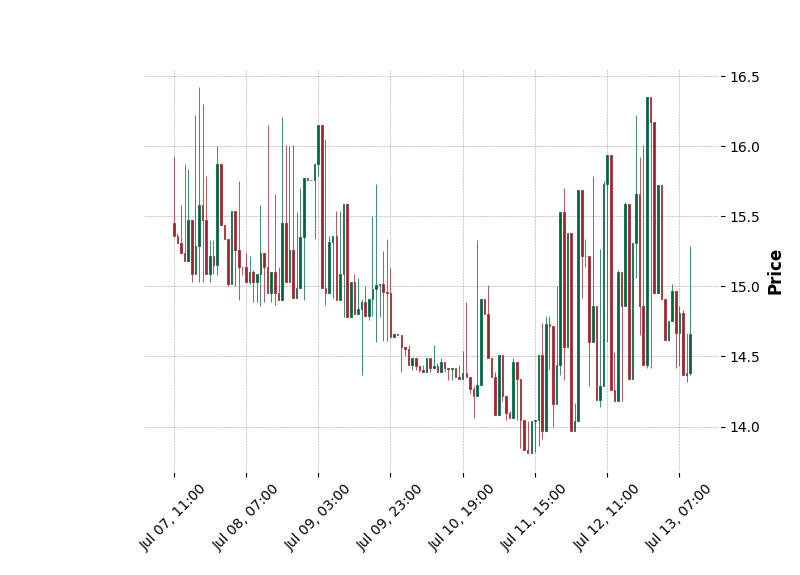 16.5
16.0
15.5
15.0
14.5
14.0
Price
Jul 07, 11:00
Jul 08, 07:00
Jul 09, 03:00
Jul 09, 23:00
Jul 10, 19:00
Jul 11, 15:00
Jul 12, 11:00
Jul 13, 07:00